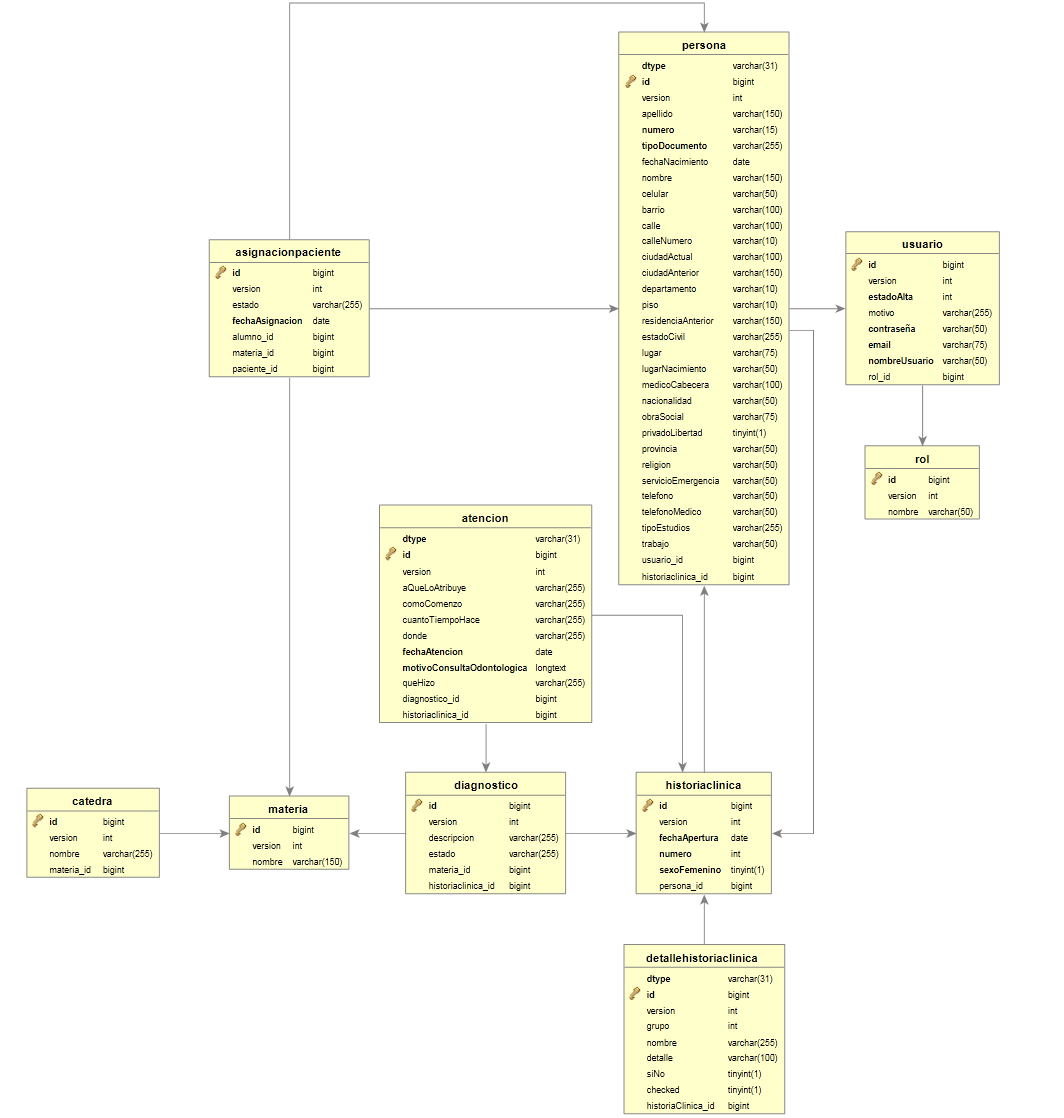 persona
dtype varchar(31)
id bigint
version int
apellido varchar(150)
numero varchar(15)
tipoDocumento varchar(255)
fechaNacimiento date
nombre varchar(150)
celular varchar(50)
barrio varchar(100)
calle varchar(100)
calleNumero varchar(10)
ciudadActual varchar(100)
ciudadAnterior varchar(150)
departamento varchar(10)
piso varchar(10)
residenciaAnterior varchar(150)
estadoCivil varchar(255)
lugar varchar(75)
lugarNacimiento varchar(50)
medicoCabecera varchar(100)
nacionalidad varchar(50)
obraSocial varchar(75)
privadoLibertad tinyint(1)
provincia varchar(50)
religion varchar(50)
servicioEmergencia varchar(50)
telefono varchar(50)
telefonoMedico varchar(50)
tipoEstudios varchar(255)
trabajo varchar(50)
usuario_id bigint
historiaclinica_id bigint
asignacionpaciente
id bigint
version int
estado varchar(255)
fechaAsignacion date
alumno_id bigint
materia_id bigint
paciente_id bigint
usuario
id bigint
version int
estadoAlta int
motivo varchar(255)
contraseña varchar(50)
email varchar(75)
nombreUsuario varchar(50)
rol_id bigint
rol
id bigint
version int
nombre varchar(50)
atencion
dtype varchar(31)
id bigint
version int
aQueLoAtribuye varchar(255)
comoComenzo varchar(255)
cuantoTiempoHace varchar(255)
donde varchar(255)
fechaAtencion date
motivoConsultaOdontologica longtext
queHizo varchar(255)
diagnostico_id bigint
historiaclinica_id bigint
catedra
id bigint
version int
nombre varchar(255)
materia_id bigint
materia
id bigint
version int
nombre varchar(150)
diagnostico
id bigint
version int
descripcion varchar(255)
estado varchar(255)
materia_id bigint
historiaclinica_id bigint
historiaclinica
id bigint
version int
fechaApertura date
numero int
sexoFemenino tinyint(1)
persona_id bigint
detallehistoriaclinica
dtype varchar(31)
id bigint
version int
grupo int
nombre varchar(255)
detalle varchar(100)
siNo tinyint(1)
checked tinyint(1)
historiaClinica_id bigint